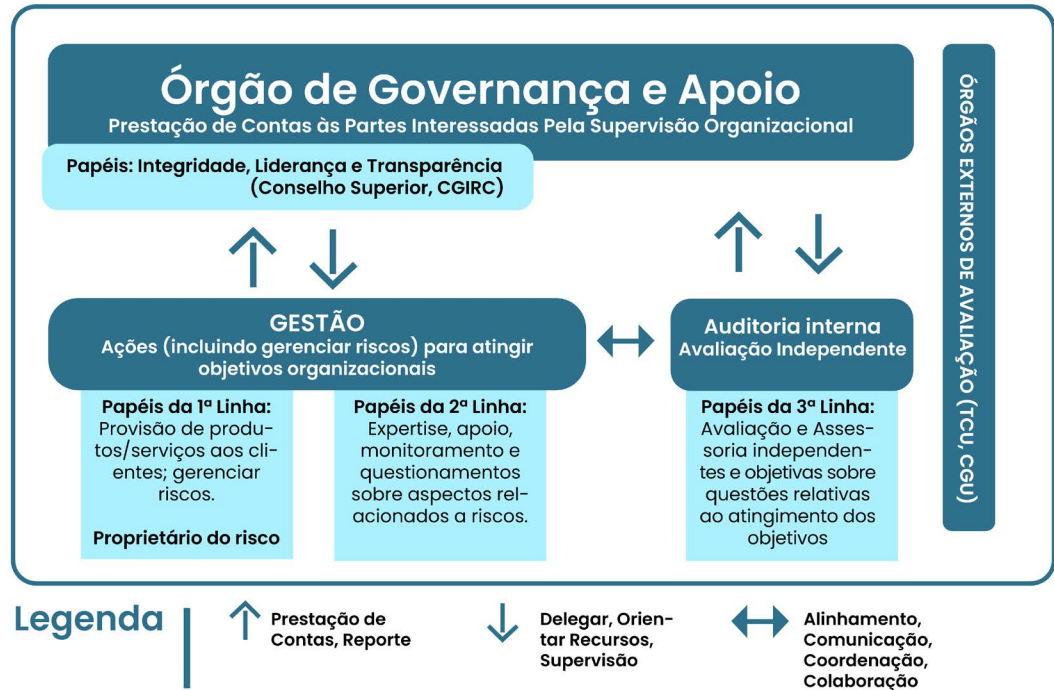 Órgão de Governança e Apoio
Prestação de Contas às Partes Interessadas Pela Supervisão Organizacional
Papéis: Integridade, Liderança e Transparência
(Conselho Superior, CGIRC)
ÓRGÃOS EXTERNOS DE AVALIAÇÃO (TCU, CGU)
GESTÃO
Ações (incluindo gerenciar riscos) para atingir
objetivos organizacionais
Auditoria interna
Avaliação Independente
Papéis da 1ª Linha:
Provisão de produ-
tos/serviços aos cli-
entes; gerenciar
riscos.
Proprietário do risco
Papéis da 2ª Linha:
Expertise, apoio,
monitoramento e
questionamentos
sobre aspectos rel-
acionados a riscos.
Papéis da 3ª Linha:
Avaliação e Asses-
soria independen-
tes e objetivas sobre
questões relativas
ao atingimento dos
objetivos
Legenda
Prestação de
Contas, Reporte
Delegar, Orien-
tar Recursos,
Supervisão
Alinhamento,
Comunicação,
Coordenação,
Colaboração